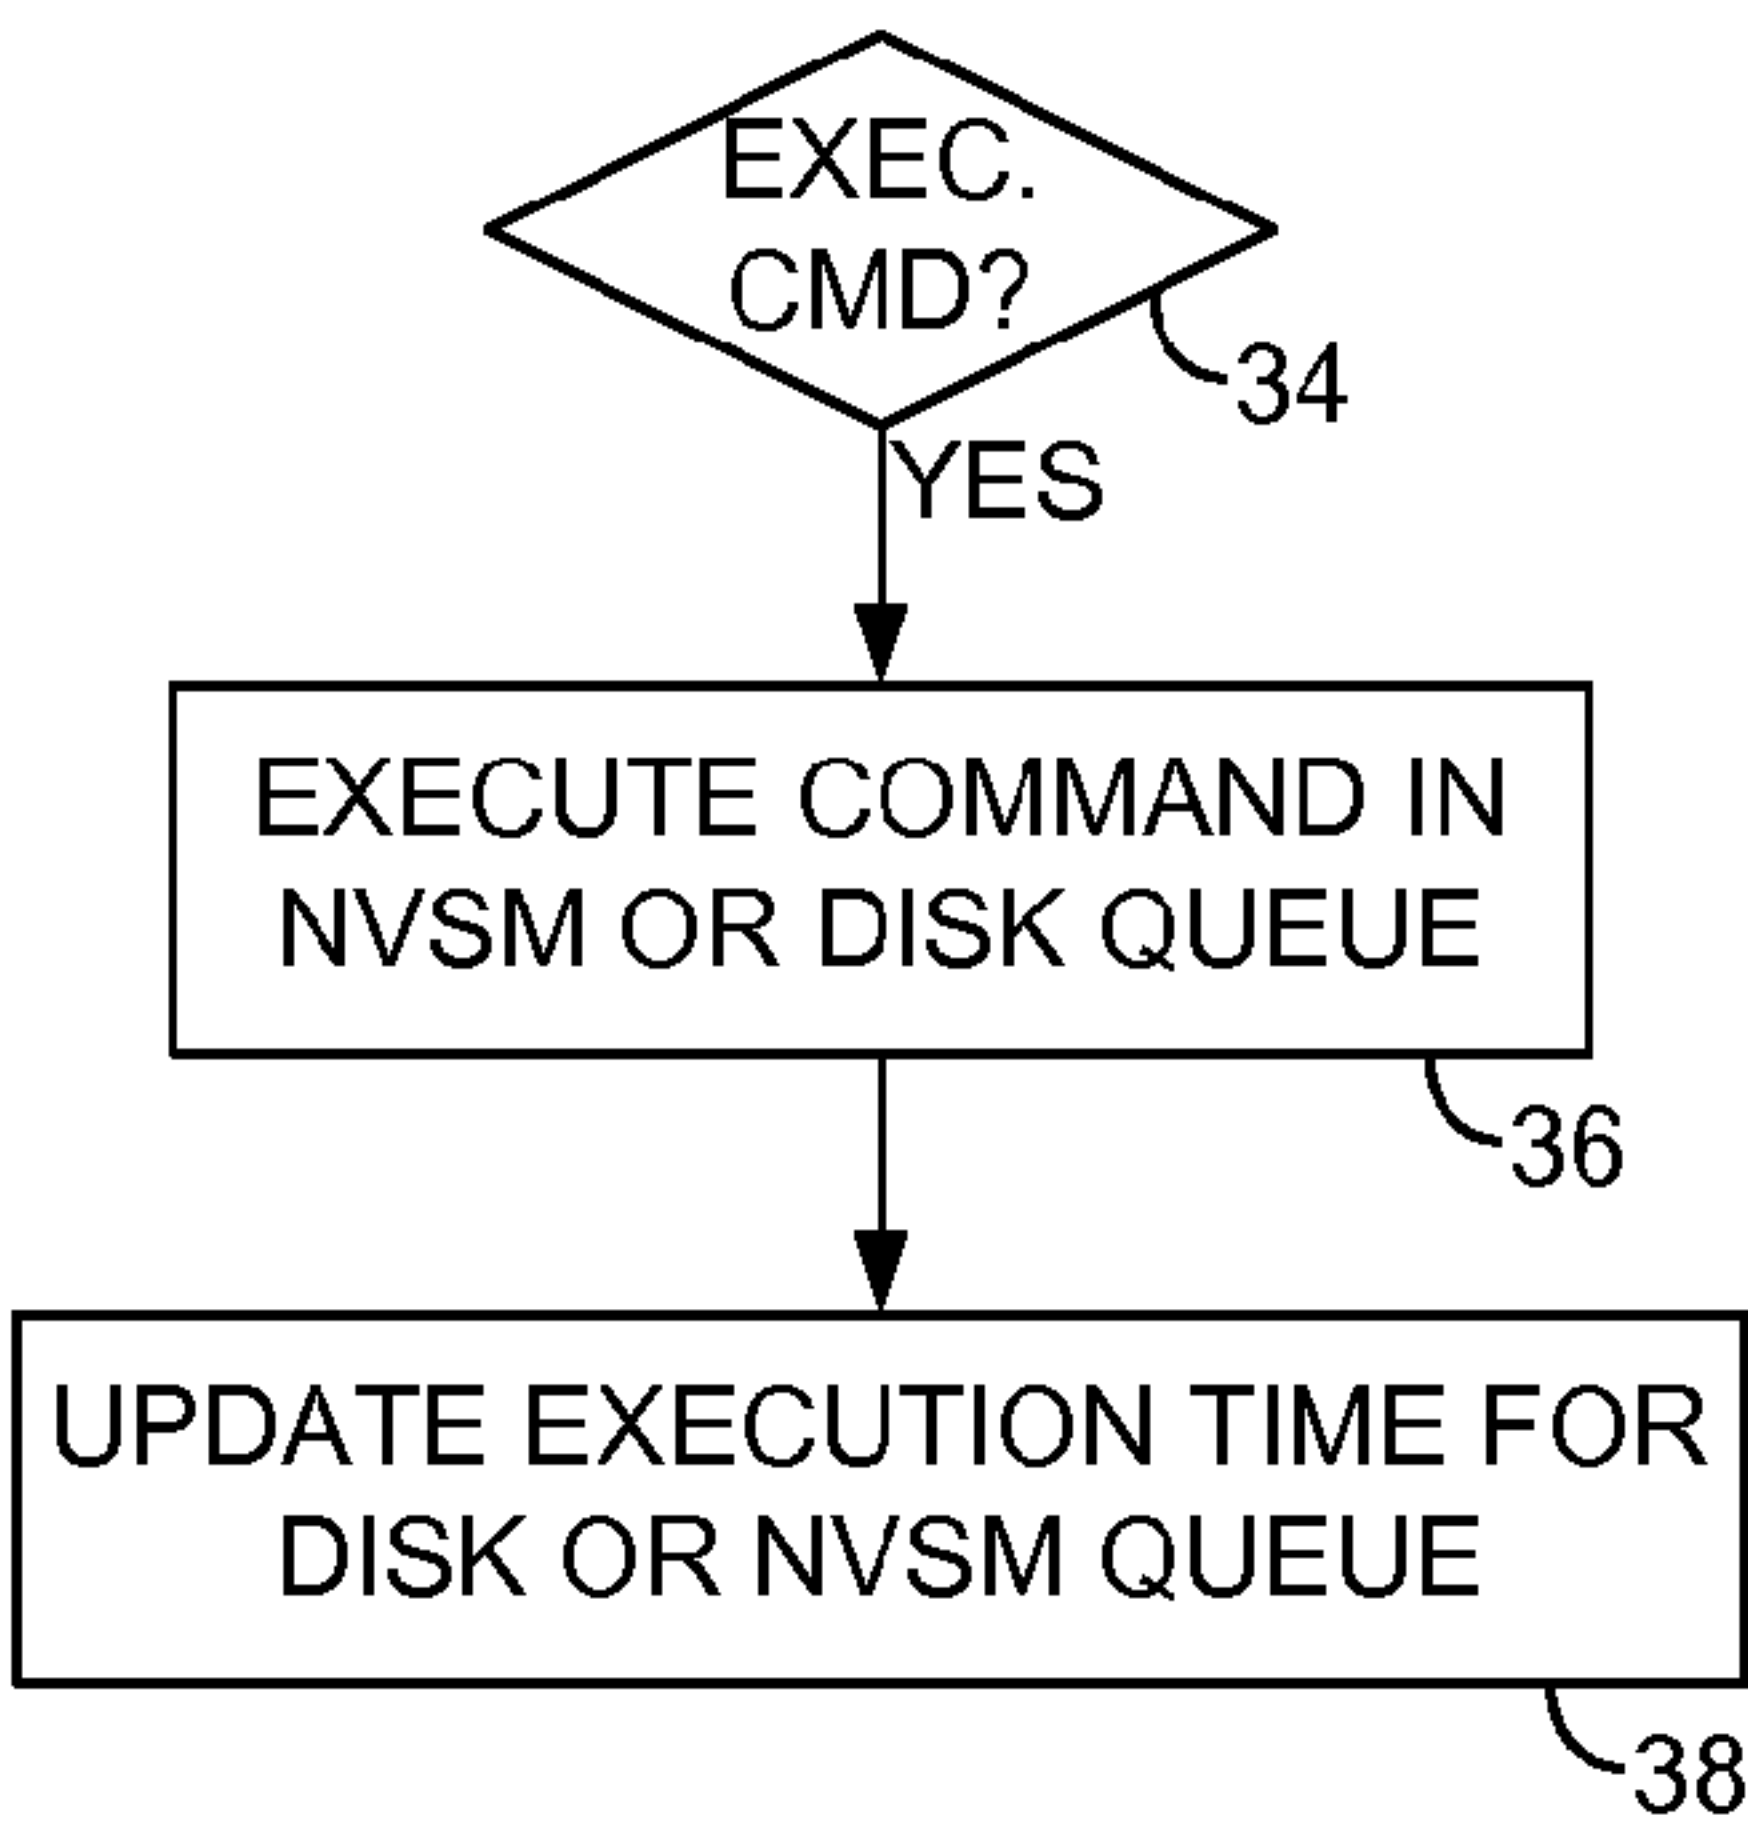 EXEC.
CMD?
34
YES
EXECUTE COMMAND IN
NVSM OR DISK QUEUE
36
UPDATE EXECUTION TIME FOR
DISK OR NVSM QUEUE
38